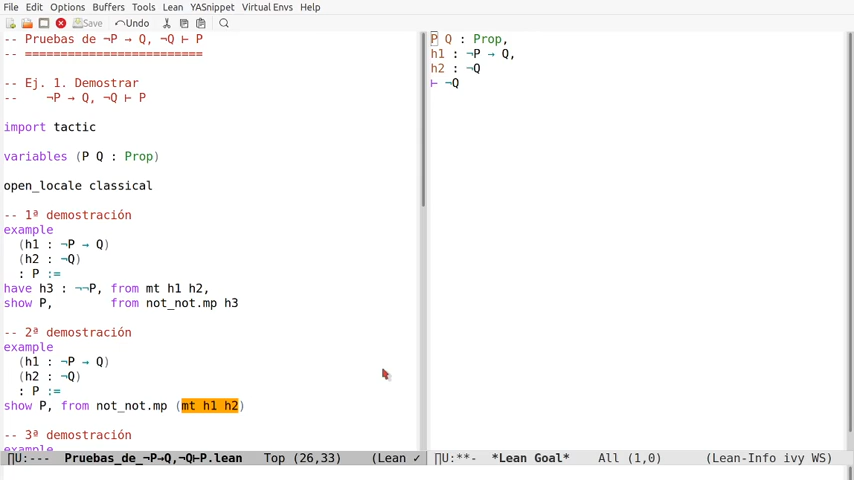 File Edit Options Buffers Tools Lean YASnippet Virtual Envs Help
Save Undo
-- Pruebas de ¬P → Q, ¬Q ⊢ P
-- =========================
-- Ej. 1. Demostrar
--    ¬P → Q, ¬Q ⊢ P
import tactic
variables (P Q : Prop)
open_locale classical
-- 1ª demostración
example
(h1 : ¬P → Q)
(h2 : ¬Q)
: P :=
have h3 : ¬¬P, from mt h1 h2,
show P,        from not_not.mp h3
-- 2ª demostración
example
(h1 : ¬P → Q)
(h2 : ¬Q)
: P :=
show P, from not_not.mp (mt h1 h2)
-- 3ª demostración
example
∏U:--- Pruebas_de_¬P→Q,¬Q⊢P.lean Top (26,33) (Lean ✓
P Q : Prop,
h1 : ¬P → Q,
h2 : ¬Q
⊢ ¬Q
∏U:**- *Lean Goal* All (1,0) (Lean-Info ivy WS)